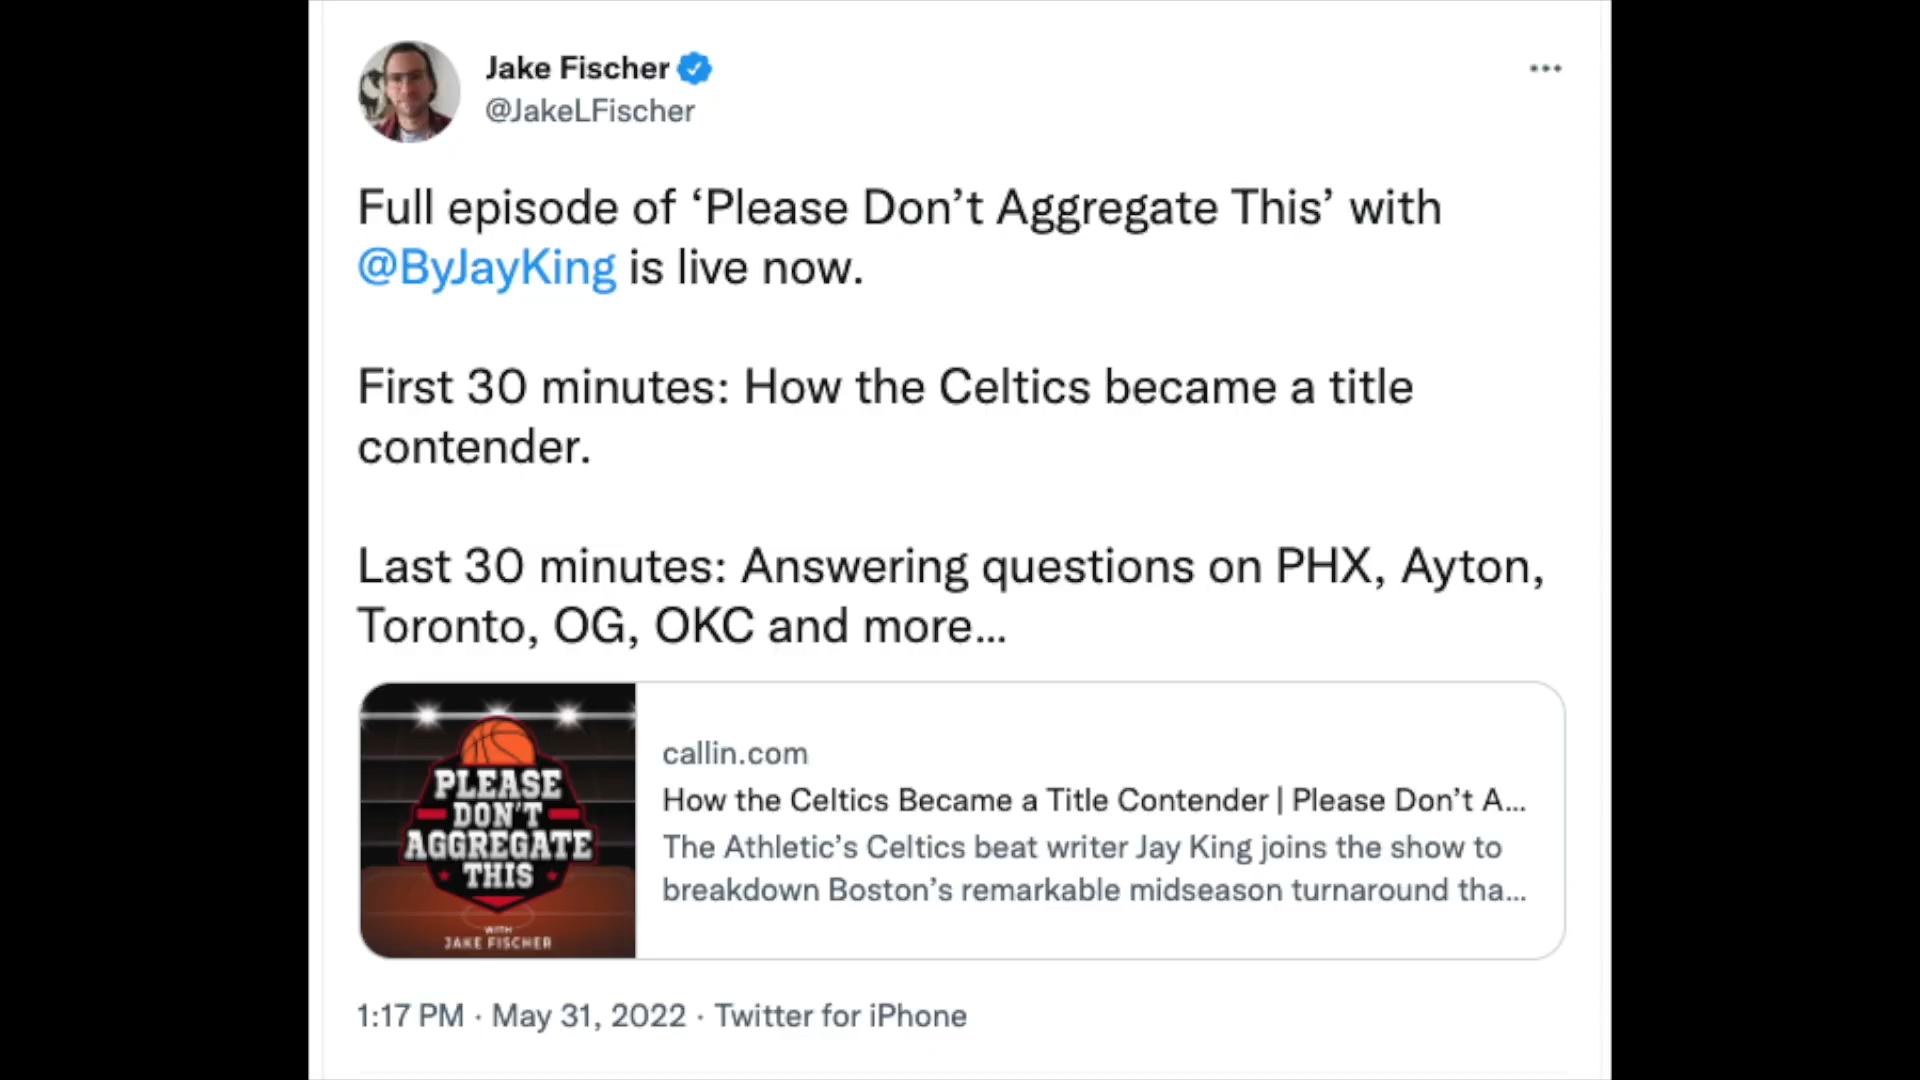 Jake Fischer
@JakeLFischer
Full episode of ‘Please Don’t Aggregate This’ with
@ByJayKing is live now.
First 30 minutes: How the Celtics became a title
contender.
Last 30 minutes: Answering questions on PHX, Ayton,
Toronto, OG, OKC and more...
PLEASE
DON'T
AGGREGATE
THIS
WITH
JAKE FISCHER
callin.com
How the Celtics Became a Title Contender | Please Don’t A...
The Athletic’s Celtics beat writer Jay King joins the show to
breakdown Boston’s remarkable midseason turnaround tha...
1:17 PM · May 31, 2022 · Twitter for iPhone